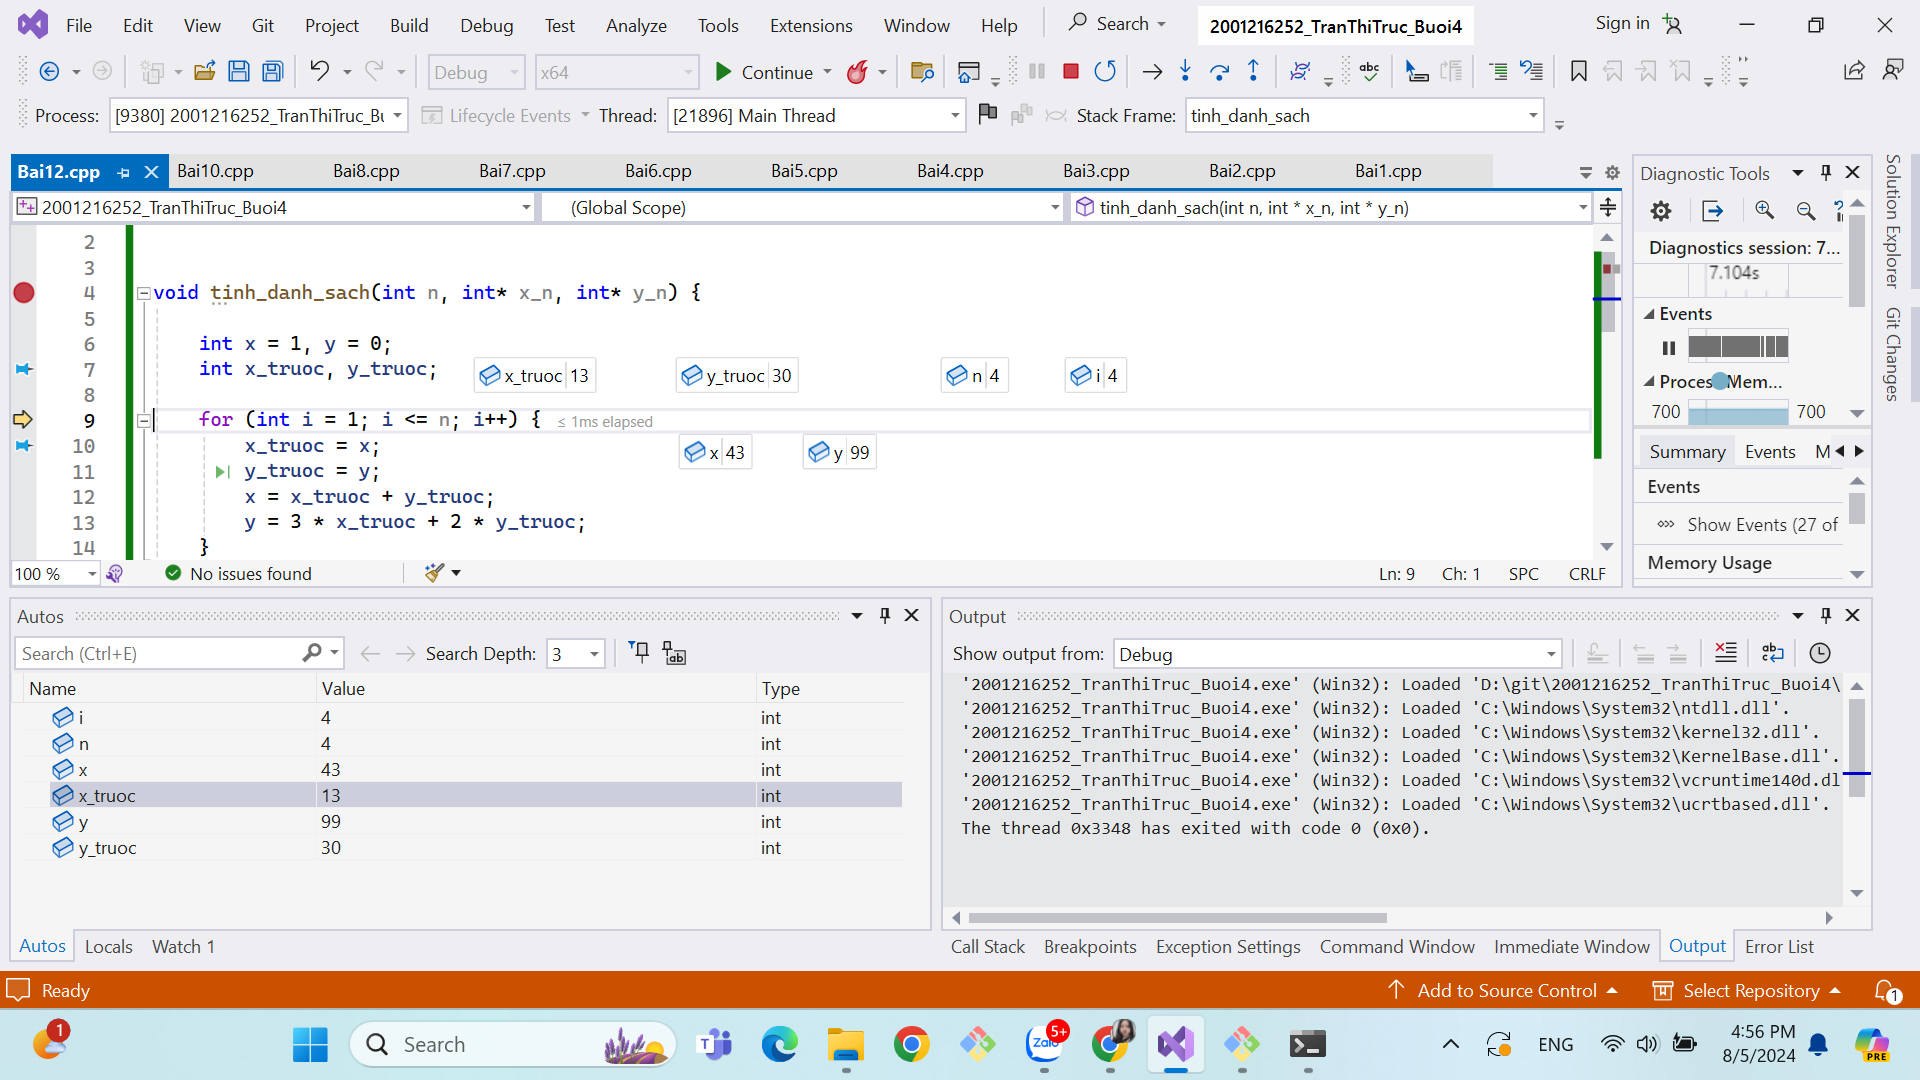 File Edit View Git Project Build Debug Test Analyze Tools Extensions Window Help Search 2001216252_TranThiTruc_Buoi4 Sign in
Debug x64 Continue
Process: [9380] 2001216252_TranThiTruc_Bu Lifecycle Events Thread: [21896] Main Thread Stack Frame: tinh_danh_sach
Bai12.cpp Bai10.cpp Bai8.cpp Bai7.cpp Bai6.cpp Bai5.cpp Bai4.cpp Bai3.cpp Bai2.cpp Bai1.cpp
2001216252_TranThiTruc_Buoi4 (Global Scope) tinh_danh_sach(int n, int * x_n, int * y_n)
2
3
4 void tinh_danh_sach(int n, int* x_n, int* y_n) {
5
6 int x = 1, y = 0;
7 int x_truoc, y_truoc; x_truoc 13 y_truoc 30 n 4 i 4
8
9 for (int i = 1; i <= n; i++) { ≤ 1ms elapsed
10 x_truoc = x; x 43 y 99
11 y_truoc = y;
12 x = x_truoc + y_truoc;
13 y = 3 * x_truoc + 2 * y_truoc;
14 }
100 % No issues found Ln: 9 Ch: 1 SPC CRLF
Diagnostic Tools
Diagnostics session: 7...
7.104s
Events
Proces Mem...
700 700
Summary Events M
Events
Show Events (27 of
Memory Usage
Solution Explorer
Git Changes
Autos
Search (Ctrl+E) Search Depth: 3
Name Value Type
i 4 int
n 4 int
x 43 int
x_truoc 13 int
y 99 int
y_truoc 30 int
Autos Locals Watch 1
Output
Show output from: Debug
'2001216252_TranThiTruc_Buoi4.exe' (Win32): Loaded 'D:\git\2001216252_TranThiTruc_Buoi4\
'2001216252_TranThiTruc_Buoi4.exe' (Win32): Loaded 'C:\Windows\System32\ntdll.dll'.
'2001216252_TranThiTruc_Buoi4.exe' (Win32): Loaded 'C:\Windows\System32\kernel32.dll'.
'2001216252_TranThiTruc_Buoi4.exe' (Win32): Loaded 'C:\Windows\System32\KernelBase.dll'.
'2001216252_TranThiTruc_Buoi4.exe' (Win32): Loaded 'C:\Windows\System32\vcruntime140d.dl
'2001216252_TranThiTruc_Buoi4.exe' (Win32): Loaded 'C:\Windows\System32\ucrtbased.dll'.
The thread 0x3348 has exited with code 0 (0x0).
Call Stack Breakpoints Exception Settings Command Window Immediate Window Output Error List
Ready Add to Source Control Select Repository 1
1 Search 5+ Zalo ENG 4:56 PM
8/5/2024 PRE